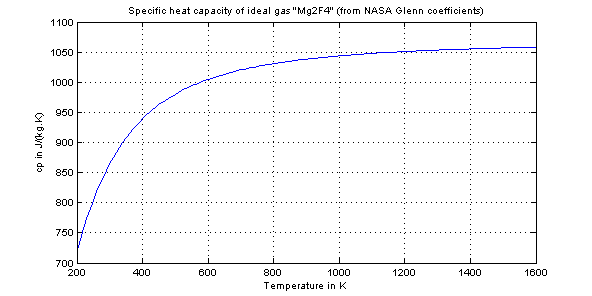 Specific heat capacity of ideal gas "Mg2F4" (from NASA Glenn coefficients)
1100
1050
1000
950
900
850
800
750
700
cp in J/(kg.K)
200 400 600 800 1000 1200 1400 1600
Temperature in K